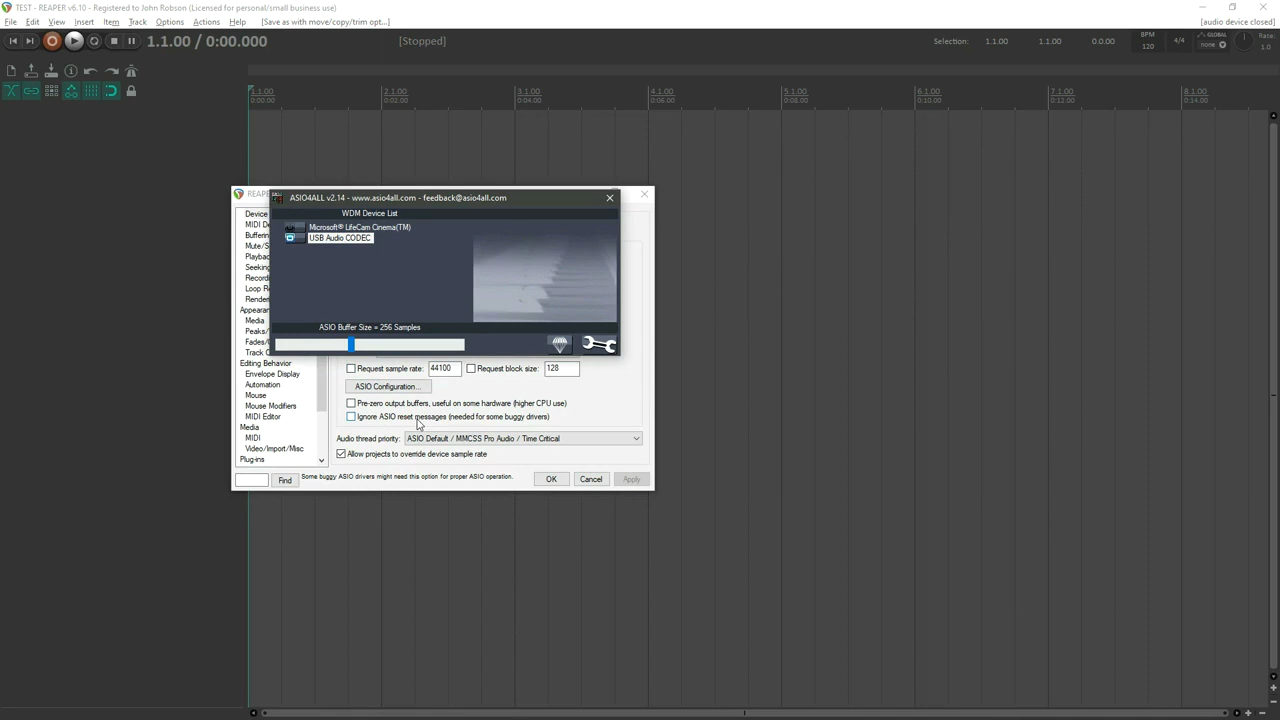 TEST - REAPER v6.10 - Registered to John Robson (Licensed for personal/small business use)
File Edit View Insert Item Track Options Actions Help [Save as with move/copy/trim opt...] [audio device closed]
1.1.00 / 0:00.000 [Stopped] Selection: 1.1.00 1.1.00 0.0.00 BPM 120 4/4 GLOBAL none Rate: 1.0
1.1.00 2.1.00 3.1.00 4.1.00 5.1.00 6.1.00 7.1.00 8.1.00
0:00.000 0:02.000 0:04.000 0:06.000 0:08.000 0:10.000 0:12.000 0:14.000
ASIO4ALL v2.14 - www.asio4all.com - feedback@asio4all.com
WDM Device List
Microsoft® LifeCam Cinema(TM)
USB Audio CODEC
ASIO Buffer Size = 256 Samples
Device
Mute/S
Seeking
Media
Editing Behavior
Envelope Display
Automation
Mouse
Mouse Modifiers
MIDI Editor
Media
MIDI
Video/Import/Misc
Plug-ins
Find
Request sample rate: 44100 Request block size: 128
ASIO Configuration...
Pre-zero output buffers, useful on some hardware (higher CPU use)
Ignore ASIO reset messages (needed for some buggy drivers)
Audio thread priority: ASIO Default / MMCSS Pro Audio / Time Critical
Allow projects to override device sample rate
Some buggy ASIO drivers might need this option for proper ASIO operation.
OK Cancel Apply